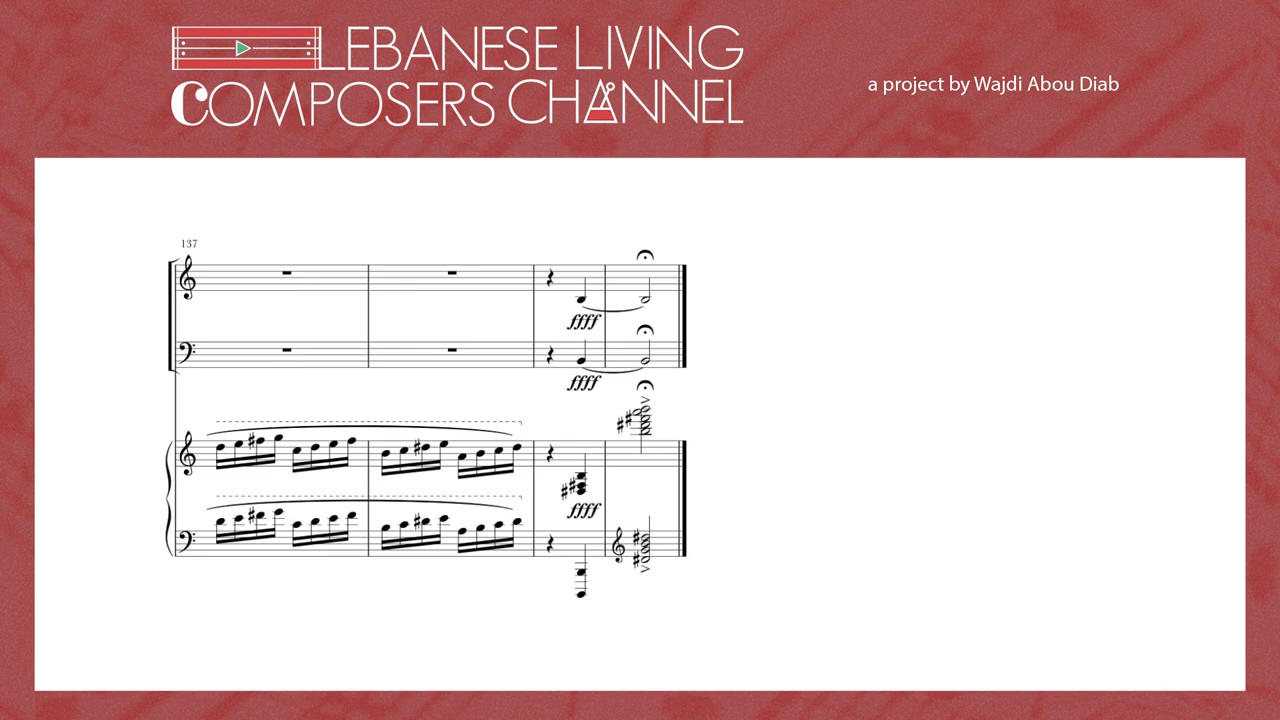 LEBANESE LIVING
COMPOSERS CHANNEL
a project by Wajdi Abou Diab
137
ffff
ffff
ffff